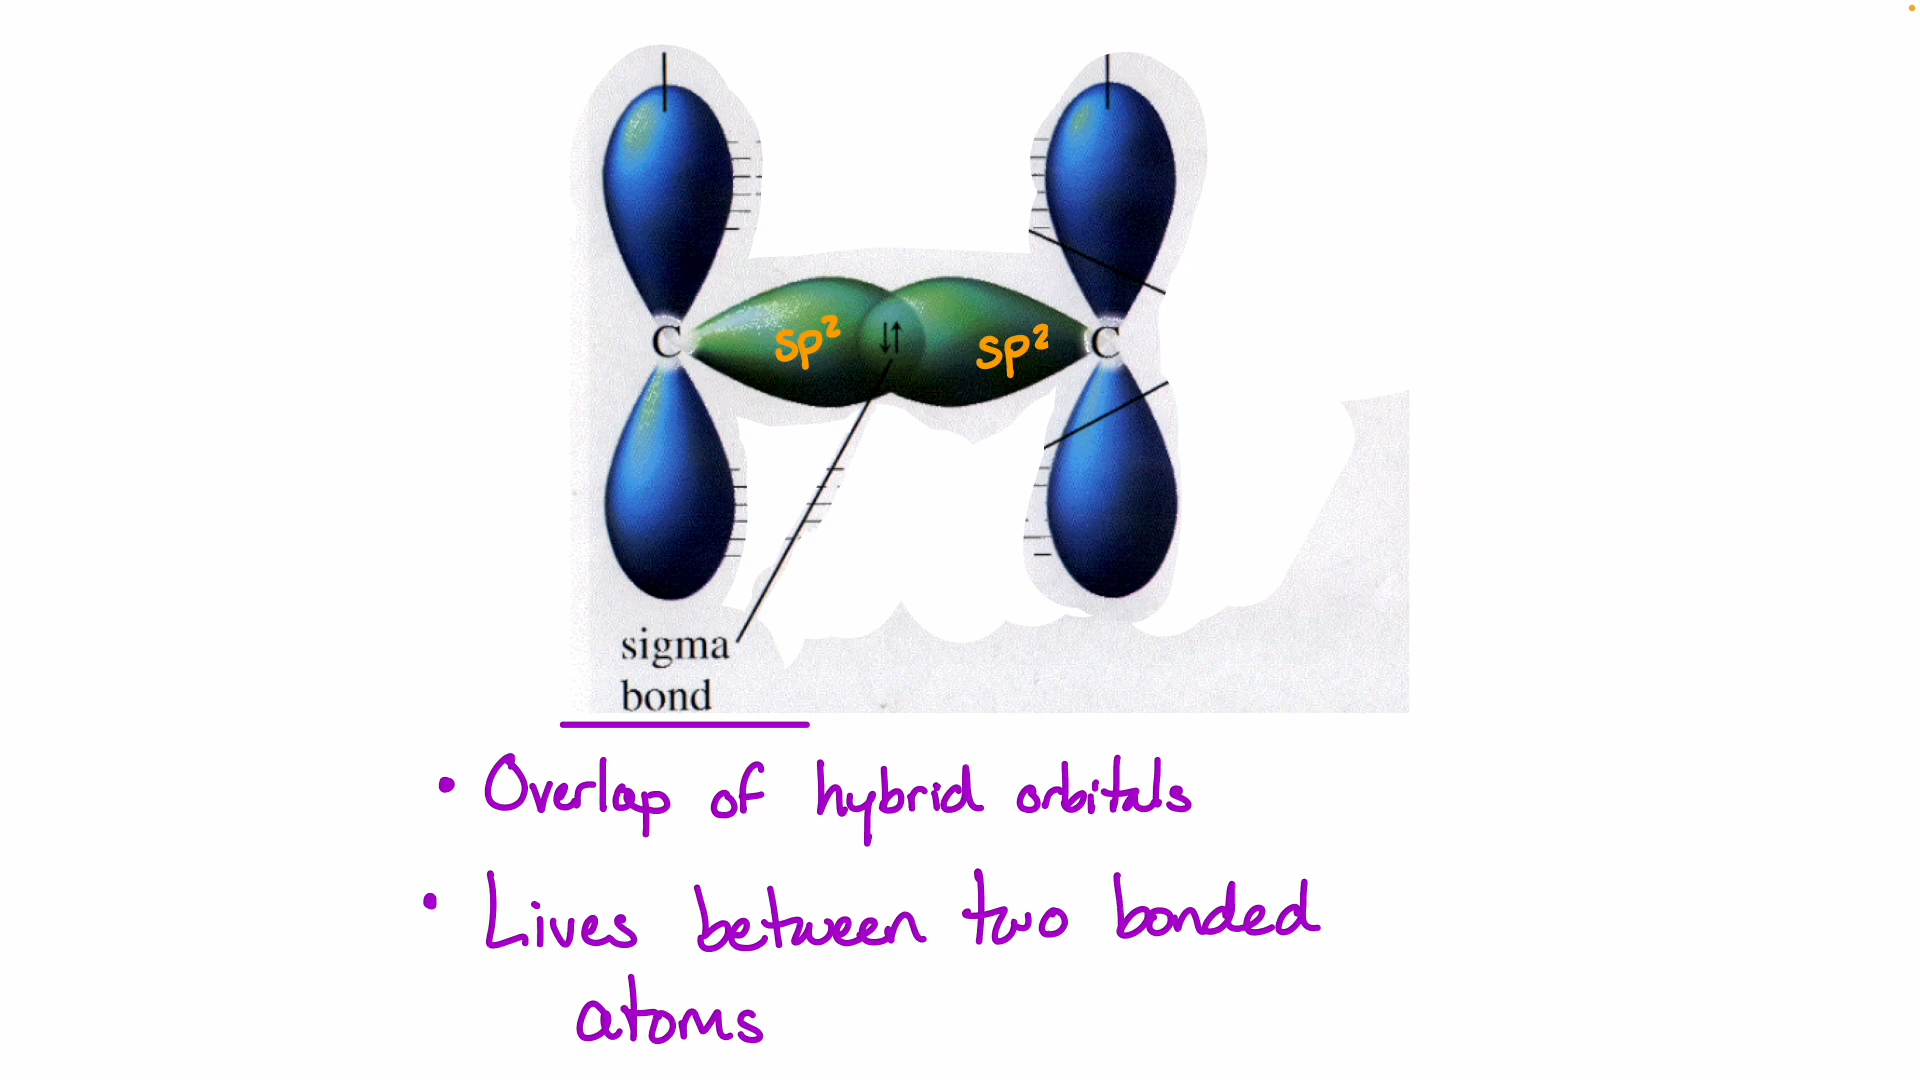 C sp² ↓↑ sp² C
sigma
bond
• Overlap of hybrid orbitals
• Lives between two bonded
atoms